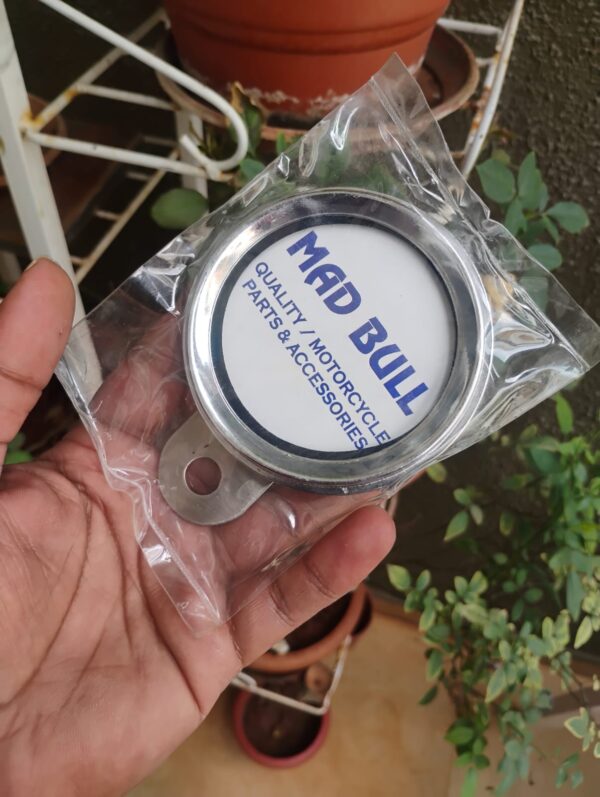 MAD BULL
QUALITY / MOTORCYCLE
PARTS & ACCESSORIES